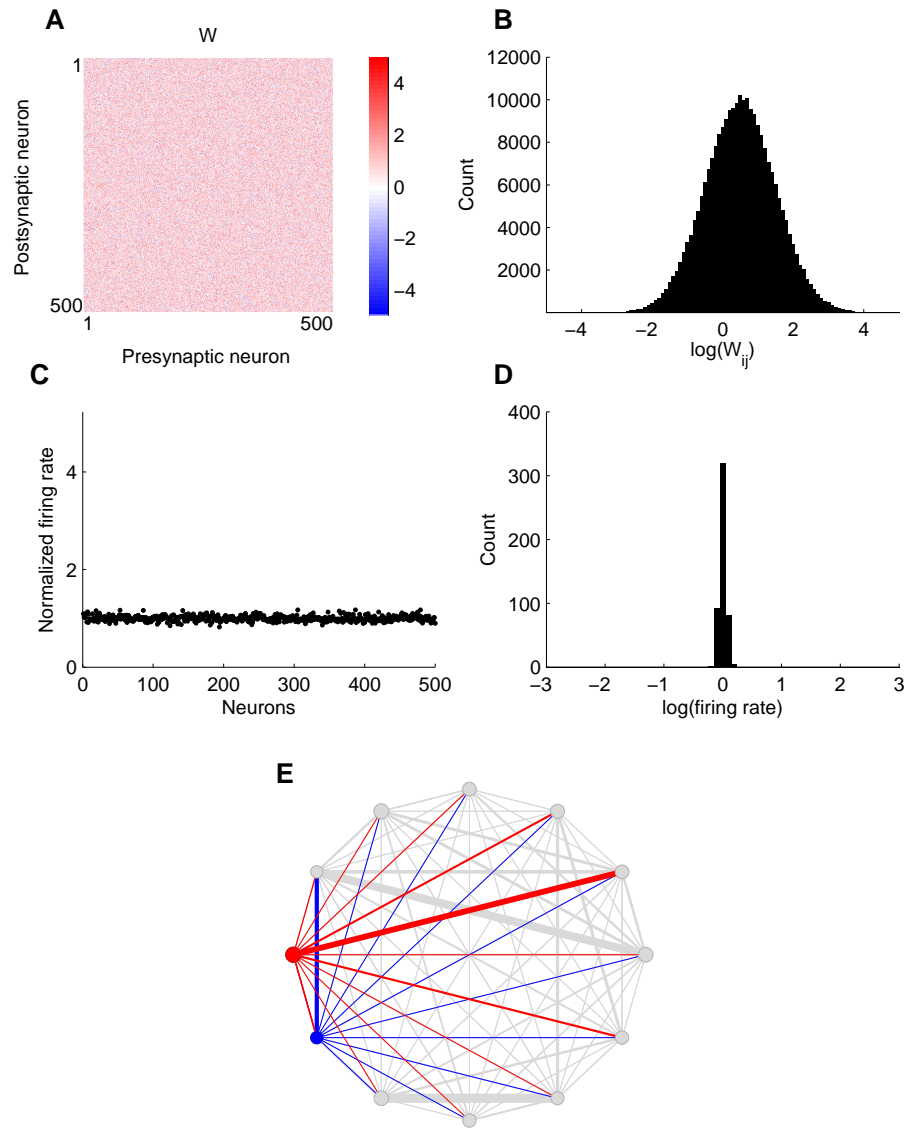 A
W
1
500
1
500
Postsynaptic neuron
Presynaptic neuron
4
2
0
−2
−4
B
12000
10000
8000
6000
4000
2000
Count
−4 −2 0 2 4
log(W_ij)
C
4
2
0
Normalized firing rate
0 100 200 300 400 500
Neurons
D
400
300
200
100
0
Count
−3 −2 −1 0 1 2 3
log(firing rate)
E